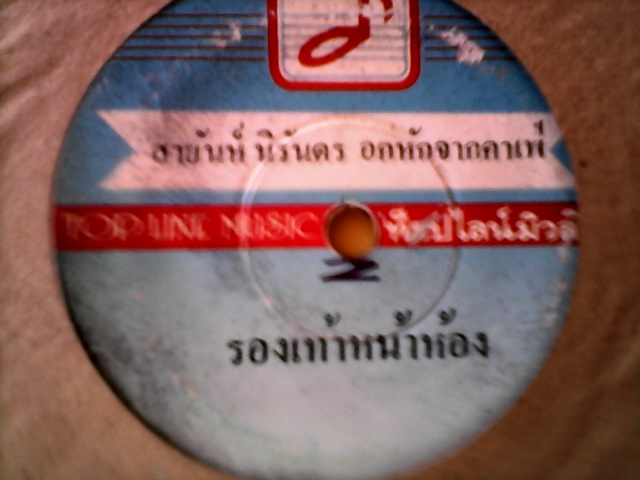 สายันห์ นิรันดร อกหักจากคาเฟ่
TOP LINE MUSIC ท็อปไลน์มิวสิ
รองเท้าหน้าห้อง